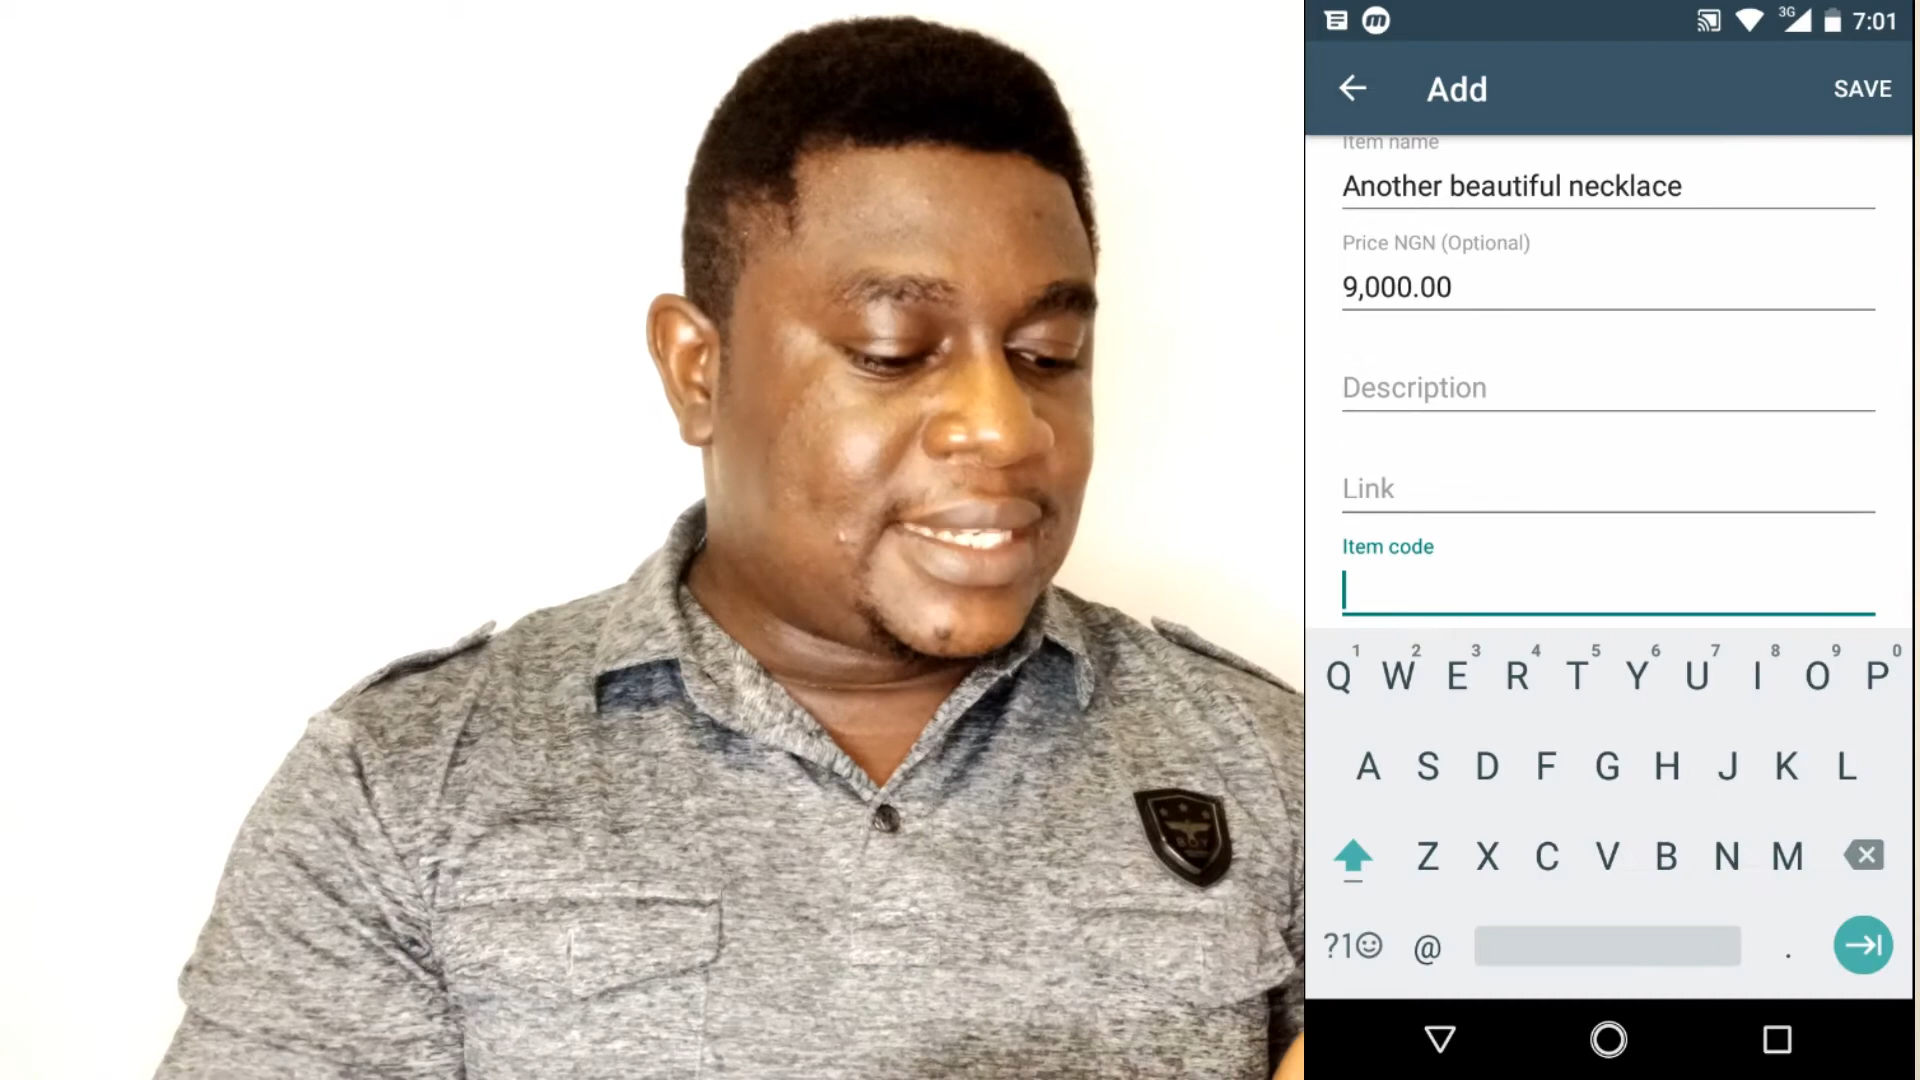 3G 7:01
Add SAVE
Item name
Another beautiful necklace
Price NGN (Optional)
9,000.00
Description
Link
Item code
1 2 3 4 5 6 7 8 9 0
Q W E R T Y U I O P
A S D F G H J K L
Z X C V B N M
?1☺ @ .